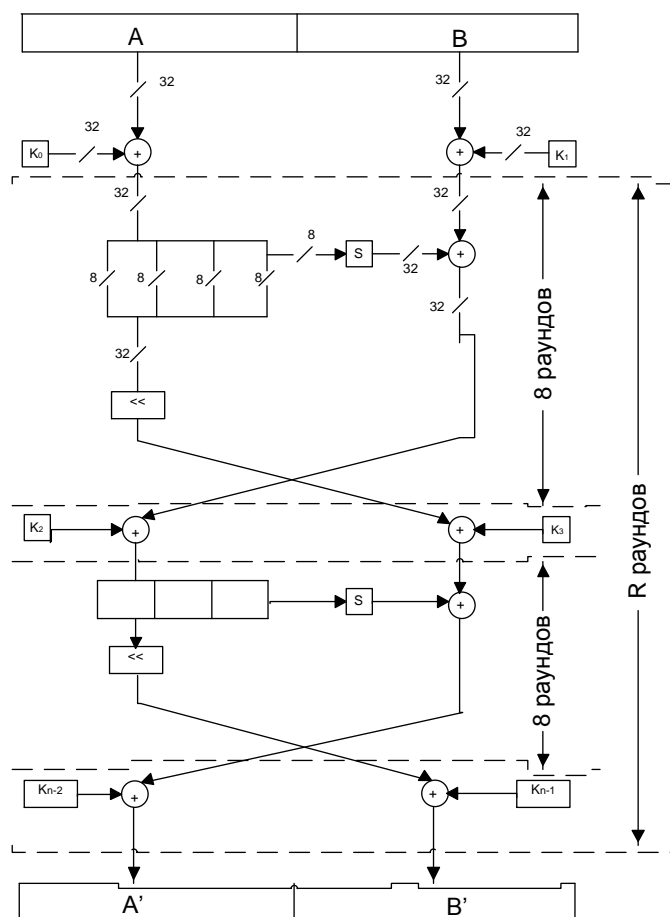 A B
32 32
K₀ 32 + + 32 K₁
32 32
8 8 8 8 8 S 32 +
32
32
<<
8 раундов
R раундов
K₂ + + K₃
S +
<<
8 раундов
Kn-2 + + Kn-1
A’ B’